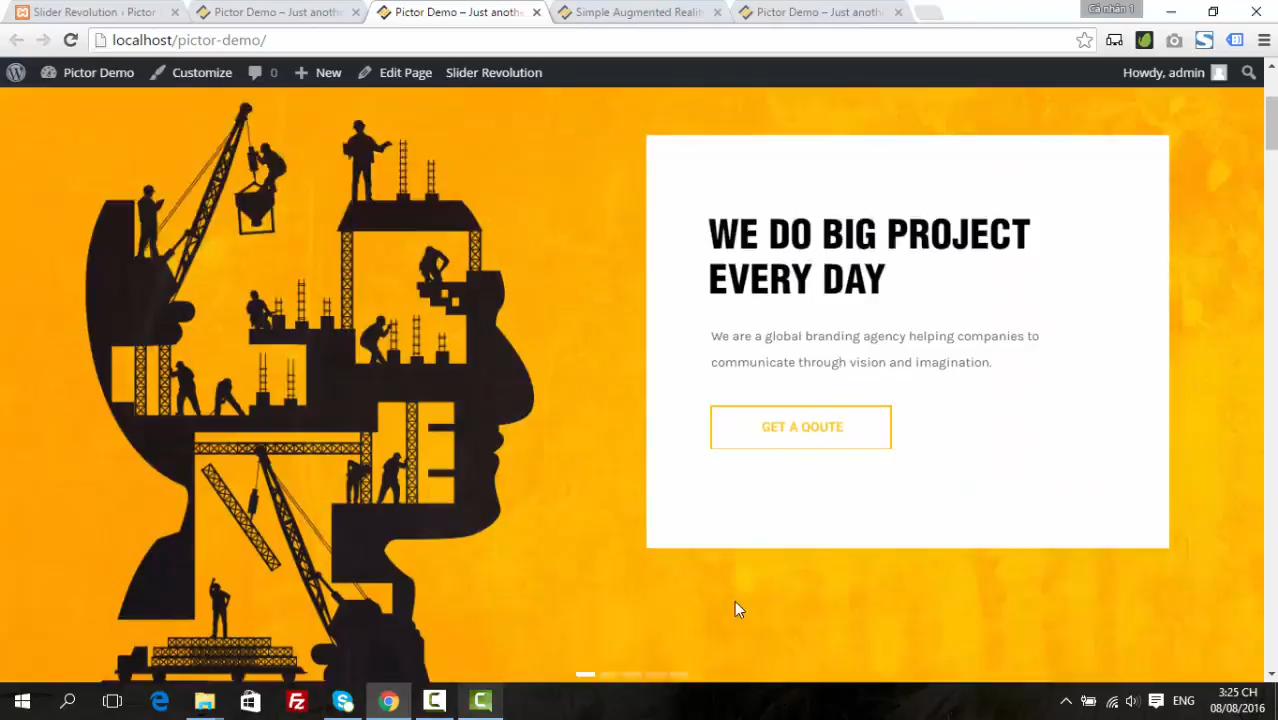 Slider Revolution ‹ Pictor
Pictor Demo – Just anoth
Pictor Demo – Just anoth
Simple Augmented Reali
Pictor Demo – Just anoth
Cá nhân 1
localhost/pictor-demo/
Pictor Demo
Customize
0
New
Edit Page
Slider Revolution
Howdy, admin
WE DO BIG PROJECT
EVERY DAY
We are a global branding agency helping companies to
communicate through vision and imagination.
GET A QOUTE
ENG
3:25 CH
08/08/2016